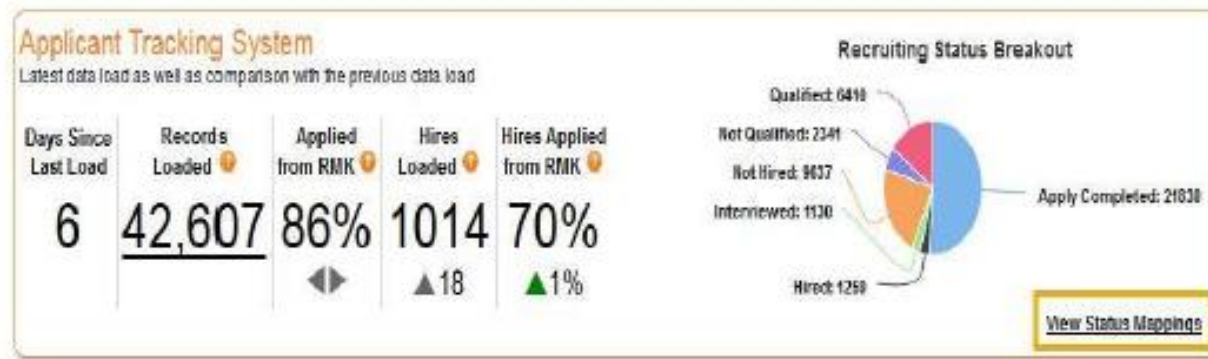 Applicant Tracking System
Latest data load as well as comparison with the previous data load
Days Since
Last Load
6
Records
Loaded
42,607
Applied
from RMK
86%
Hires
Loaded
1014
▲18
Hires Applied
from RMK
70%
▲1%
Recruiting Status Breakout
Qualified: 6410
Not Qualified: 2341
Not Hired: 9637
Interviewed: 1130
Hired: 1259
Apply Completed: 21830
View Status Mappings